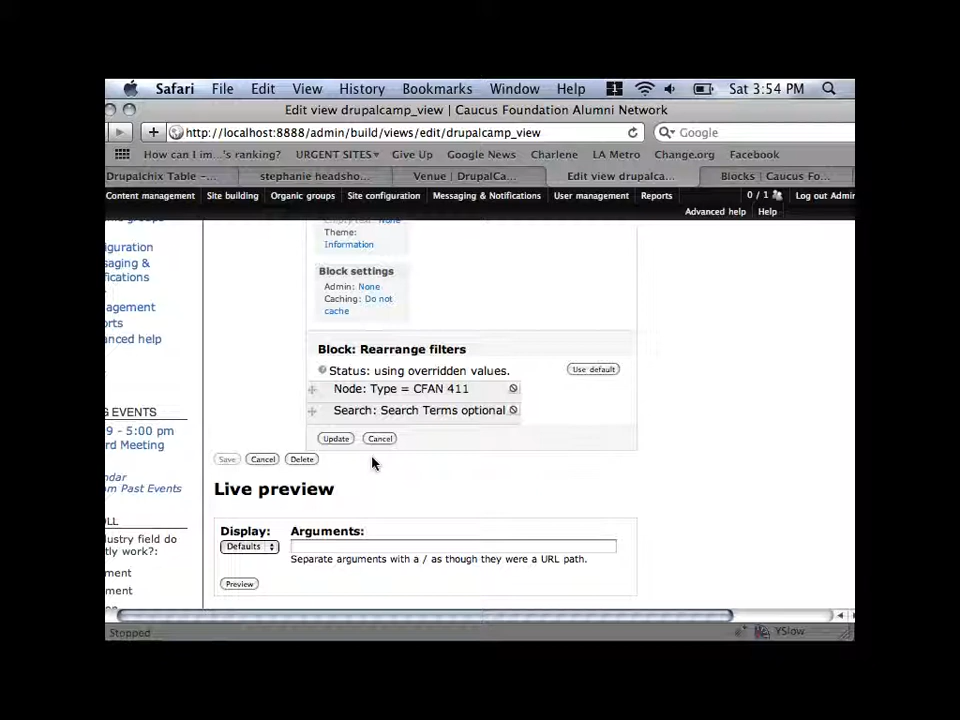 Safari File Edit View History Bookmarks Window Help Sat 3:54 PM
Edit view drupalcamp_view | Caucus Foundation Alumni Network
http://localhost:8888/admin/build/views/edit/drupalcamp_view Google
How can I im...'s ranking? URGENT SITES▾ Give Up Google News Charlene LA Metro Change.org Facebook
Drupalchix Table -... stephanie headsho... Venue | DrupalCa... Edit view drupalca... Blocks | Caucus Fo...
Content management Site building Organic groups Site configuration Messaging & Notifications User management Reports 0 / 1 Log out Admin
Advanced help Help
Empty text: None
Theme:
Information
Block settings
Admin: None
Caching: Do not
cache
Block: Rearrange filters
Status: using overridden values. Use default
Node: Type = CFAN 411
Search: Search Terms optional
Update Cancel
Save Cancel Delete
Live preview
Display: Arguments:
Defaults
Separate arguments with a / as though they were a URL path.
Preview
iguration
saging &
fications
agement
orts
anced help
G EVENTS
9 - 5:00 pm
rd Meeting
ndar
m Past Events
LL
dustry field do
tly work?:
ment
ment
Stopped YSlow